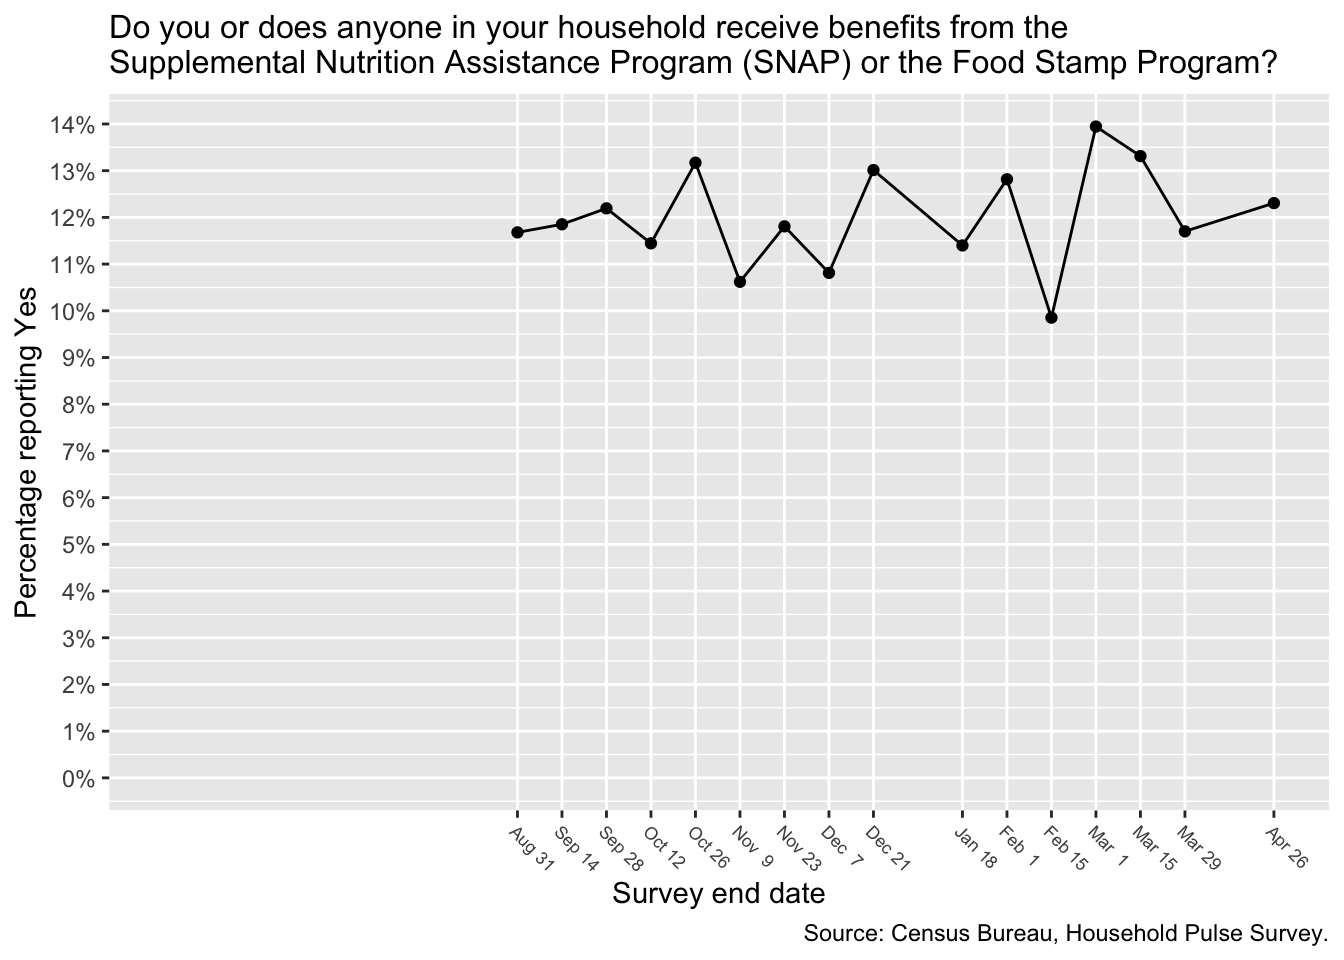 Do you or does anyone in your household receive benefits from the
Supplemental Nutrition Assistance Program (SNAP) or the Food Stamp Program?
Percentage reporting Yes
14%
13%
12%
11%
10%
9%
8%
7%
6%
5%
4%
3%
2%
1%
0%
Aug 31
Sep 14
Sep 28
Oct 12
Oct 26
Nov 9
Nov 23
Dec 7
Dec 21
Jan 18
Feb 1
Feb 15
Mar 1
Mar 15
Mar 29
Apr 26
Survey end date
Source: Census Bureau, Household Pulse Survey.